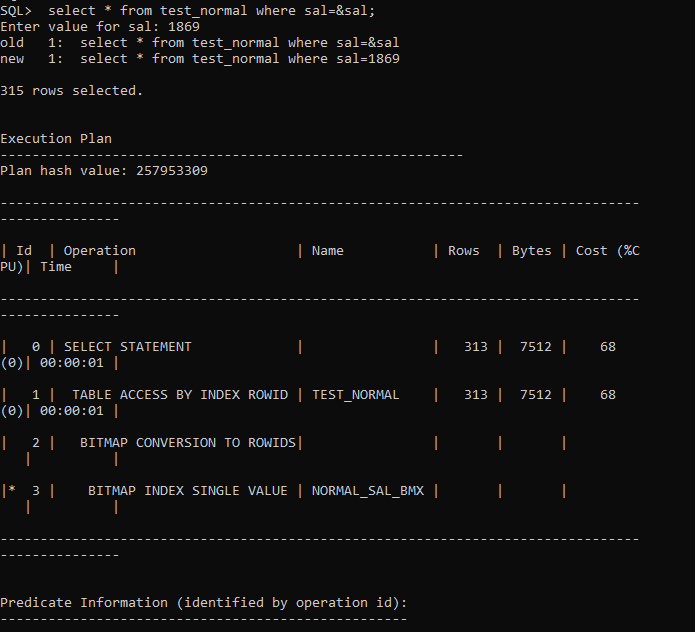 SQL>  select * from test_normal where sal=&sal;
Enter value for sal: 1869
old   1:  select * from test_normal where sal=&sal
new   1:  select * from test_normal where sal=1869

315 rows selected.


Execution Plan
----------------------------------------------------------
Plan hash value: 257953309

--------------------------------------------------------------------------------
---------------

| Id  | Operation                    | Name           | Rows  | Bytes | Cost (%C
PU)| Time     |

--------------------------------------------------------------------------------
---------------

|   0 | SELECT STATEMENT             |                |   313 |  7512 |    68
(0)| 00:00:01 |

|   1 |  TABLE ACCESS BY INDEX ROWID | TEST_NORMAL    |   313 |  7512 |    68
(0)| 00:00:01 |

|   2 |   BITMAP CONVERSION TO ROWIDS|                |       |       |
   |          |

|*  3 |    BITMAP INDEX SINGLE VALUE | NORMAL_SAL_BMX |       |       |
   |          |

--------------------------------------------------------------------------------
---------------


Predicate Information (identified by operation id):
---------------------------------------------------